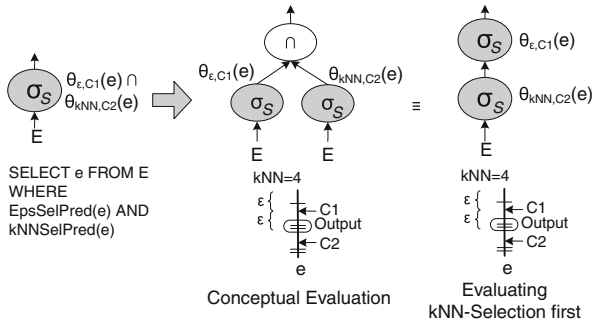 σS
θε,C1(e) ∩
θkNN,C2(e)
E
SELECT e FROM E
WHERE
EpsSelPred(e) AND
kNNSelPred(e)
∩
θε,C1(e)
θkNN,C2(e)
σS
σS
E
E
kNN=4
ε
ε
C1
Output
C2
e
Conceptual Evaluation
≡
σS
θε,C1(e)
σS
θkNN,C2(e)
E
kNN=4
ε
ε
C1
Output
C2
e
Evaluating
kNN-Selection first